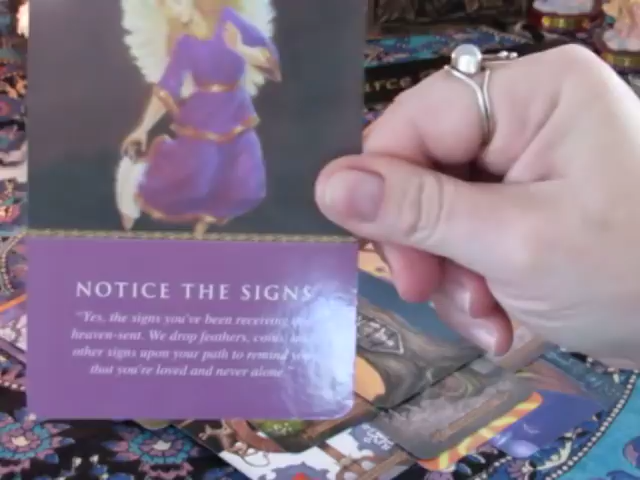 urce
NOTICE THE SIGNS
"Yes, the signs you've been receiving
heaven-sent. We drop feathers, coins,
other signs upon your path to remind
that you're loved and never alone."